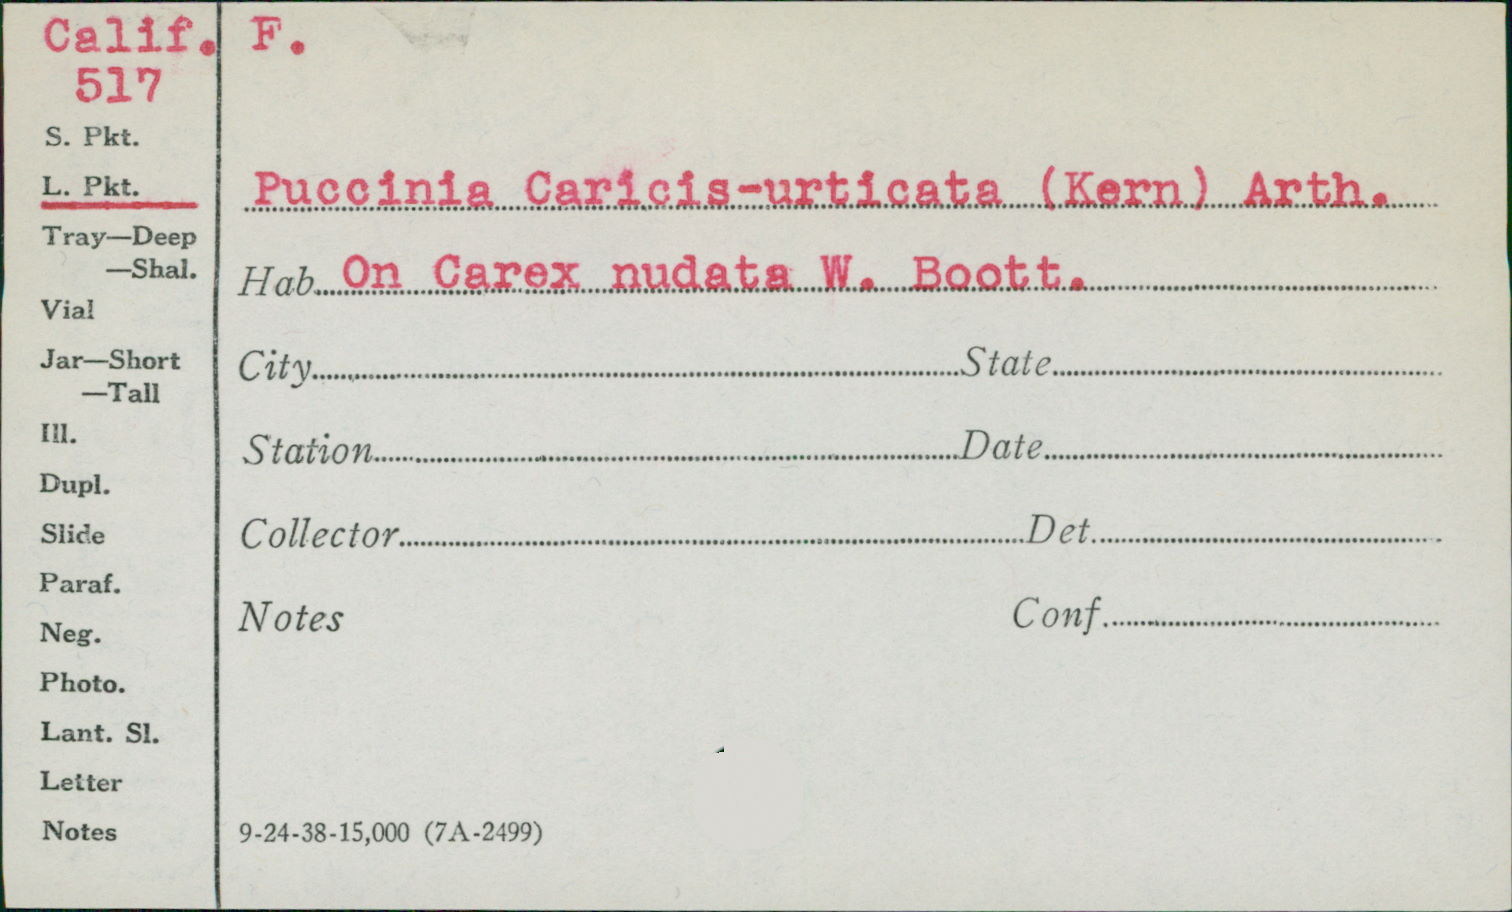 Calif. F.
517
S. Pkt.
L. Pkt.
Puccinia Caricis-urticata (Kern) Arth.
Tray—Deep
—Shal.
Hab. On Carex nudata W. Boott.
Vial
Jar—Short
—Tall
City State
Ill.
Station Date
Dupl.
Slide
Collector Det.
Paraf.
Neg.
Notes Conf.
Photo.
Lant. Sl.
Letter
Notes
9-24-38-15,000 (7A-2499)